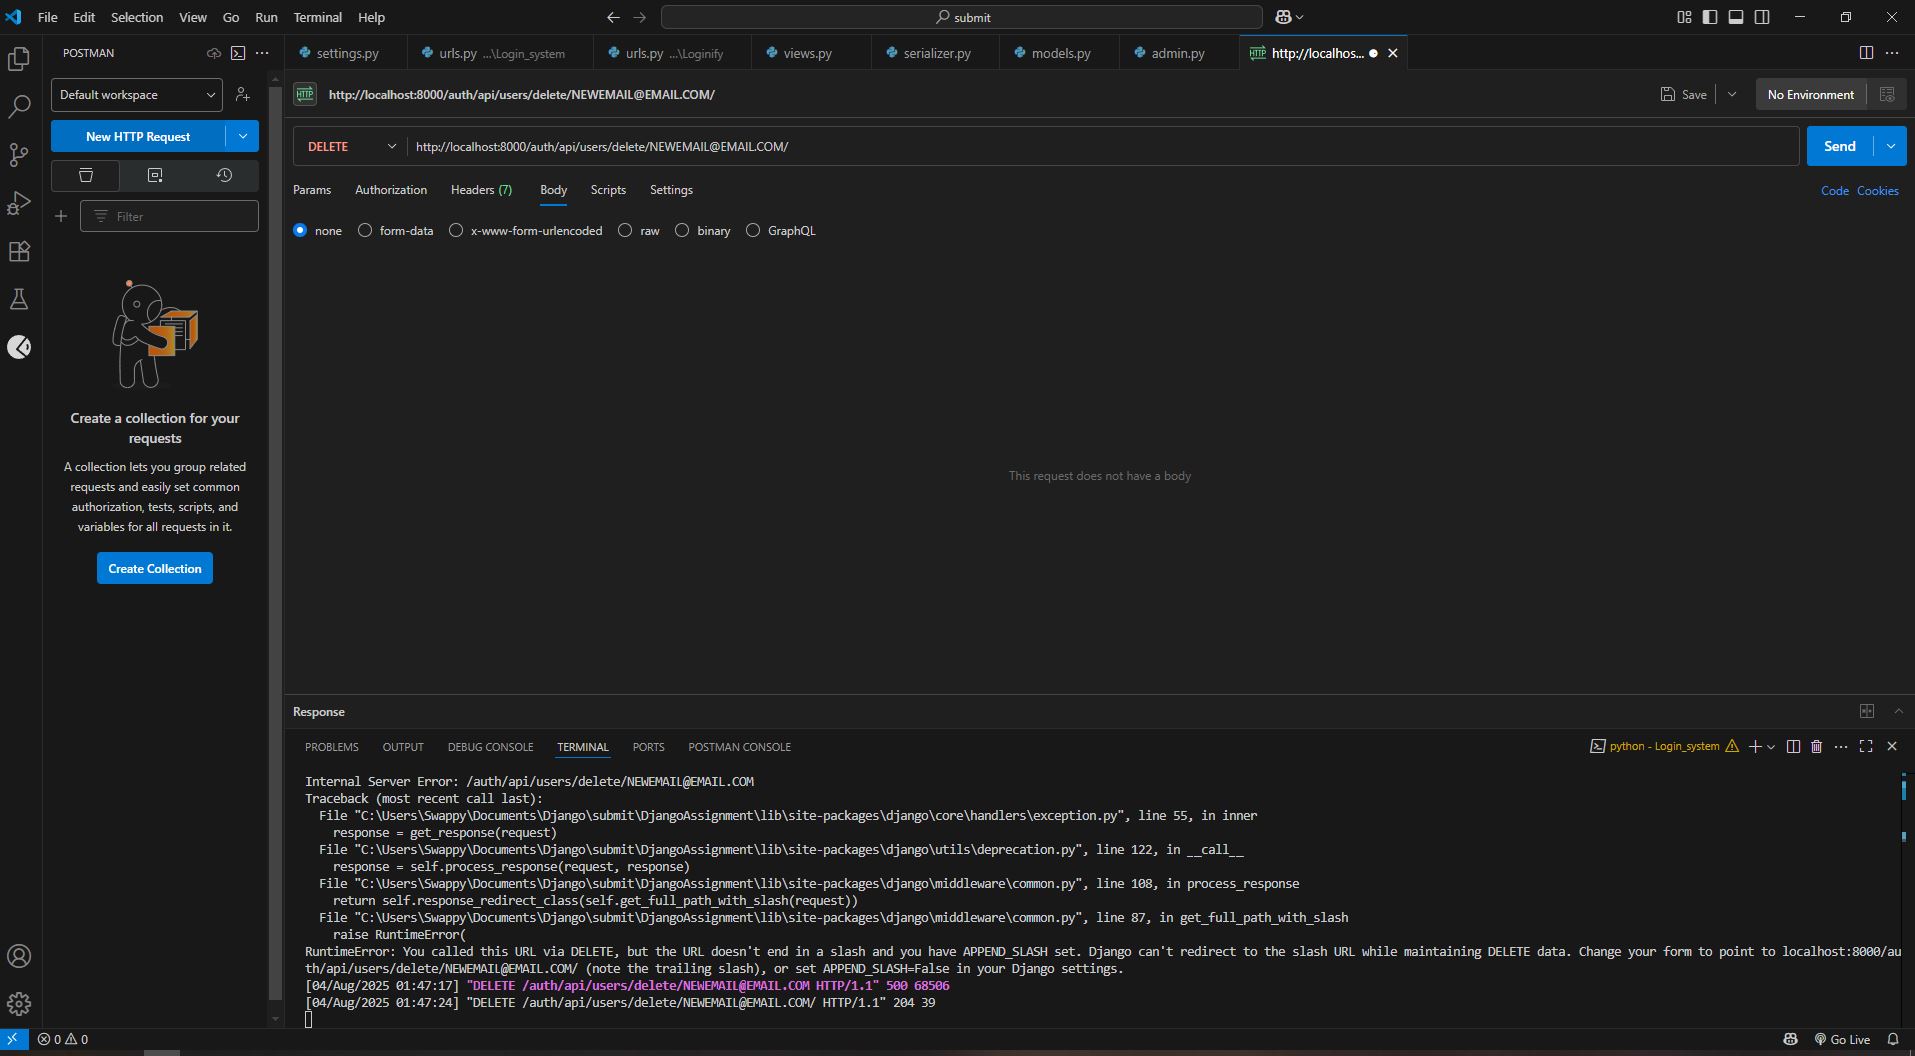 File Edit Selection View Go Run Terminal Help
submit
POSTMAN
settings.py
urls.py ...\Login_system
urls.py ...\Loginify
views.py
serializer.py
models.py
admin.py
HTTP http://localhos...
Default workspace
HTTP http://localhost:8000/auth/api/users/delete/NEWEMAIL@EMAIL.COM/
Save
No Environment
New HTTP Request
DELETE http://localhost:8000/auth/api/users/delete/NEWEMAIL@EMAIL.COM/
Send
Params Authorization Headers (7) Body Scripts Settings
Code Cookies
Filter
none form-data x-www-form-urlencoded raw binary GraphQL
Create a collection for your
requests
A collection lets you group related
requests and easily set common
authorization, tests, scripts, and
variables for all requests in it.
Create Collection
This request does not have a body
Response
PROBLEMS OUTPUT DEBUG CONSOLE TERMINAL PORTS POSTMAN CONSOLE
python - Login_system
Internal Server Error: /auth/api/users/delete/NEWEMAIL@EMAIL.COM
Traceback (most recent call last):
File "C:\Users\Swappy\Documents\Django\submit\DjangoAssignment\lib\site-packages\django\core\handlers\exception.py", line 55, in inner
response = get_response(request)
File "C:\Users\Swappy\Documents\Django\submit\DjangoAssignment\lib\site-packages\django\utils\deprecation.py", line 122, in __call__
response = self.process_response(request, response)
File "C:\Users\Swappy\Documents\Django\submit\DjangoAssignment\lib\site-packages\django\middleware\common.py", line 108, in process_response
return self.response_redirect_class(self.get_full_path_with_slash(request))
File "C:\Users\Swappy\Documents\Django\submit\DjangoAssignment\lib\site-packages\django\middleware\common.py", line 87, in get_full_path_with_slash
raise RuntimeError(
RuntimeError: You called this URL via DELETE, but the URL doesn't end in a slash and you have APPEND_SLASH set. Django can't redirect to the slash URL while maintaining DELETE data. Change your form to point to localhost:8000/au
th/api/users/delete/NEWEMAIL@EMAIL.COM/ (note the trailing slash), or set APPEND_SLASH=False in your Django settings.
[04/Aug/2025 01:47:17] "DELETE /auth/api/users/delete/NEWEMAIL@EMAIL.COM HTTP/1.1" 500 68506
[04/Aug/2025 01:47:24] "DELETE /auth/api/users/delete/NEWEMAIL@EMAIL.COM/ HTTP/1.1" 204 39
0 0
Go Live